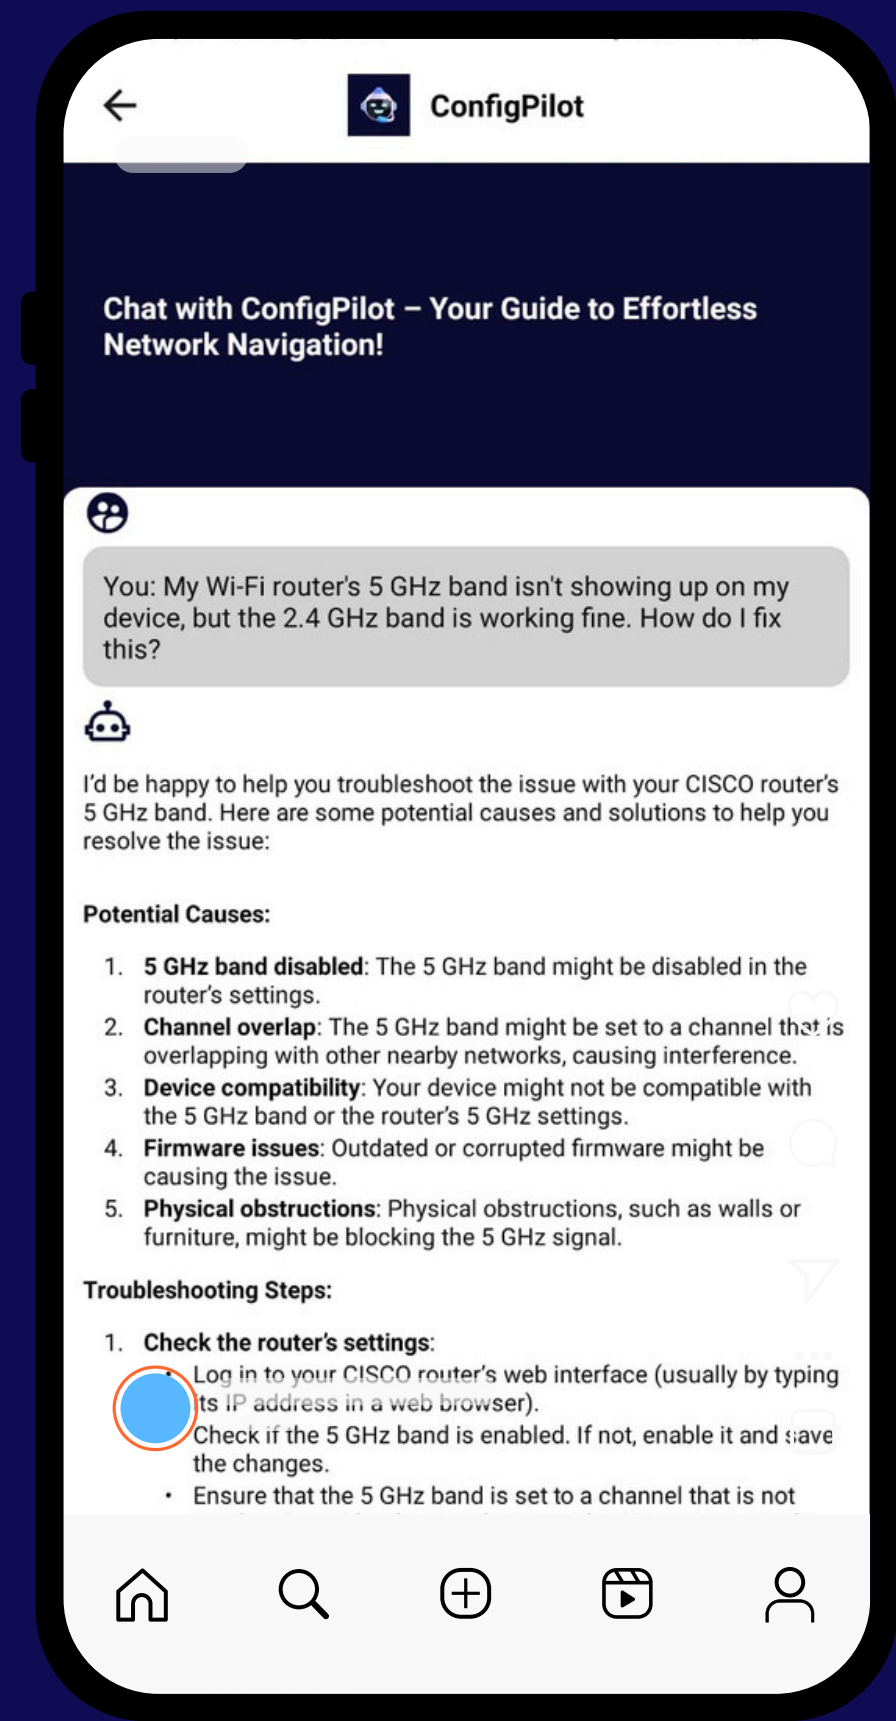 ConfigPilot
Chat with ConfigPilot – Your Guide to Effortless
Network Navigation!
You: My Wi-Fi router's 5 GHz band isn't showing up on my
device, but the 2.4 GHz band is working fine. How do I fix
this?
I'd be happy to help you troubleshoot the issue with your CISCO router's
5 GHz band. Here are some potential causes and solutions to help you
resolve the issue:
Potential Causes:
1. 5 GHz band disabled: The 5 GHz band might be disabled in the
router's settings.
2. Channel overlap: The 5 GHz band might be set to a channel that is
overlapping with other nearby networks, causing interference.
3. Device compatibility: Your device might not be compatible with
the 5 GHz band or the router's 5 GHz settings.
4. Firmware issues: Outdated or corrupted firmware might be
causing the issue.
5. Physical obstructions: Physical obstructions, such as walls or
furniture, might be blocking the 5 GHz signal.
Troubleshooting Steps:
1. Check the router's settings:
• Log in to your CISCO router's web interface (usually by typing
its IP address in a web browser).
Check if the 5 GHz band is enabled. If not, enable it and save
the changes.
• Ensure that the 5 GHz band is set to a channel that is not